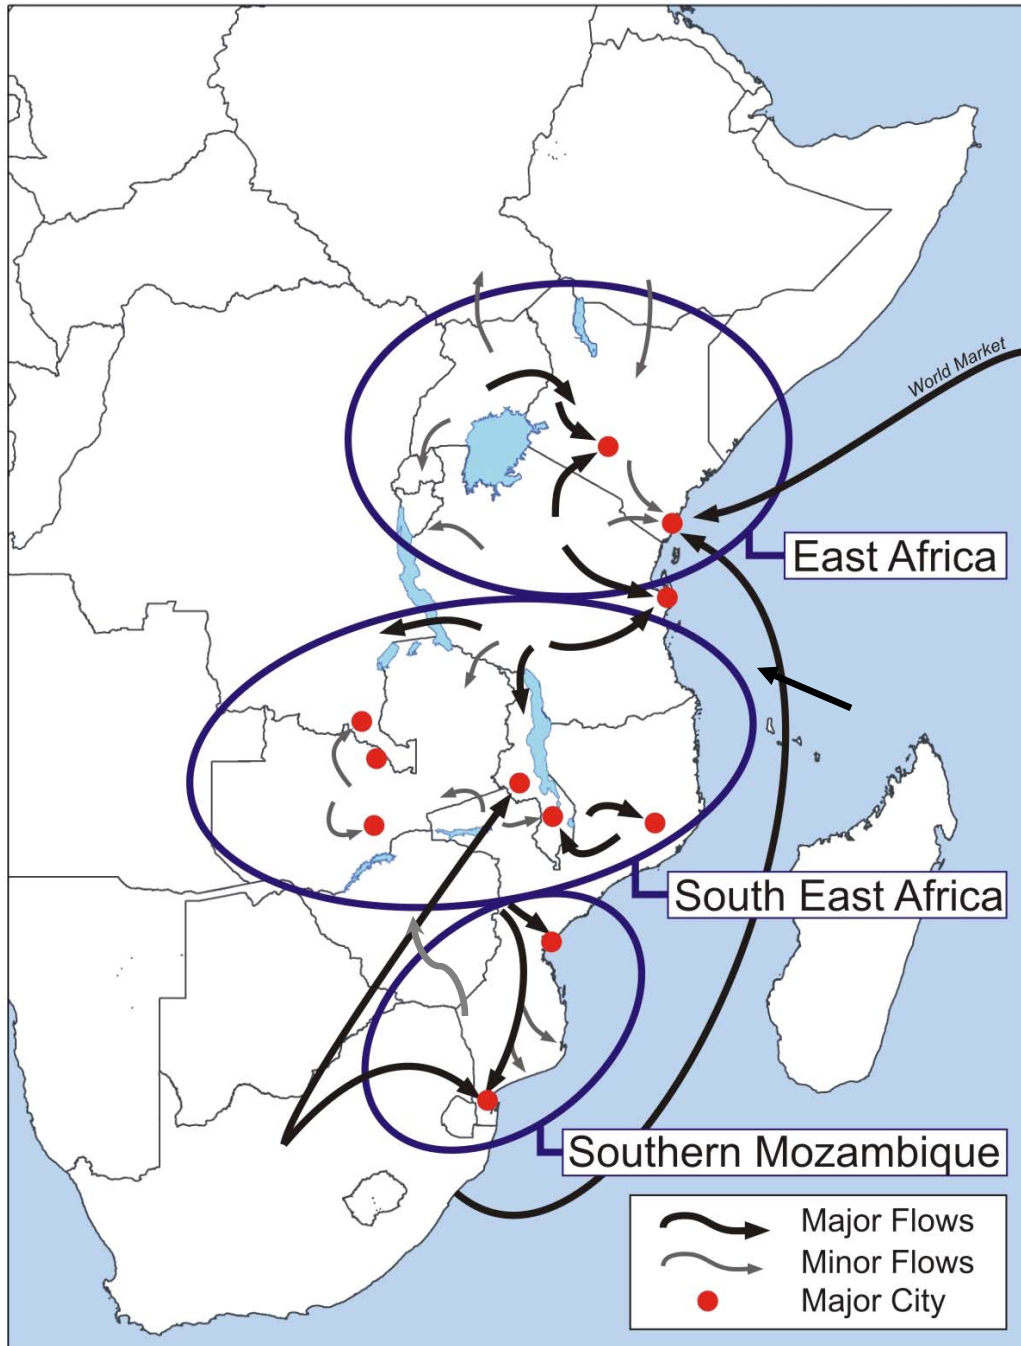 World Market
East Africa
South East Africa
Southern Mozambique
Major Flows
Minor Flows
Major City